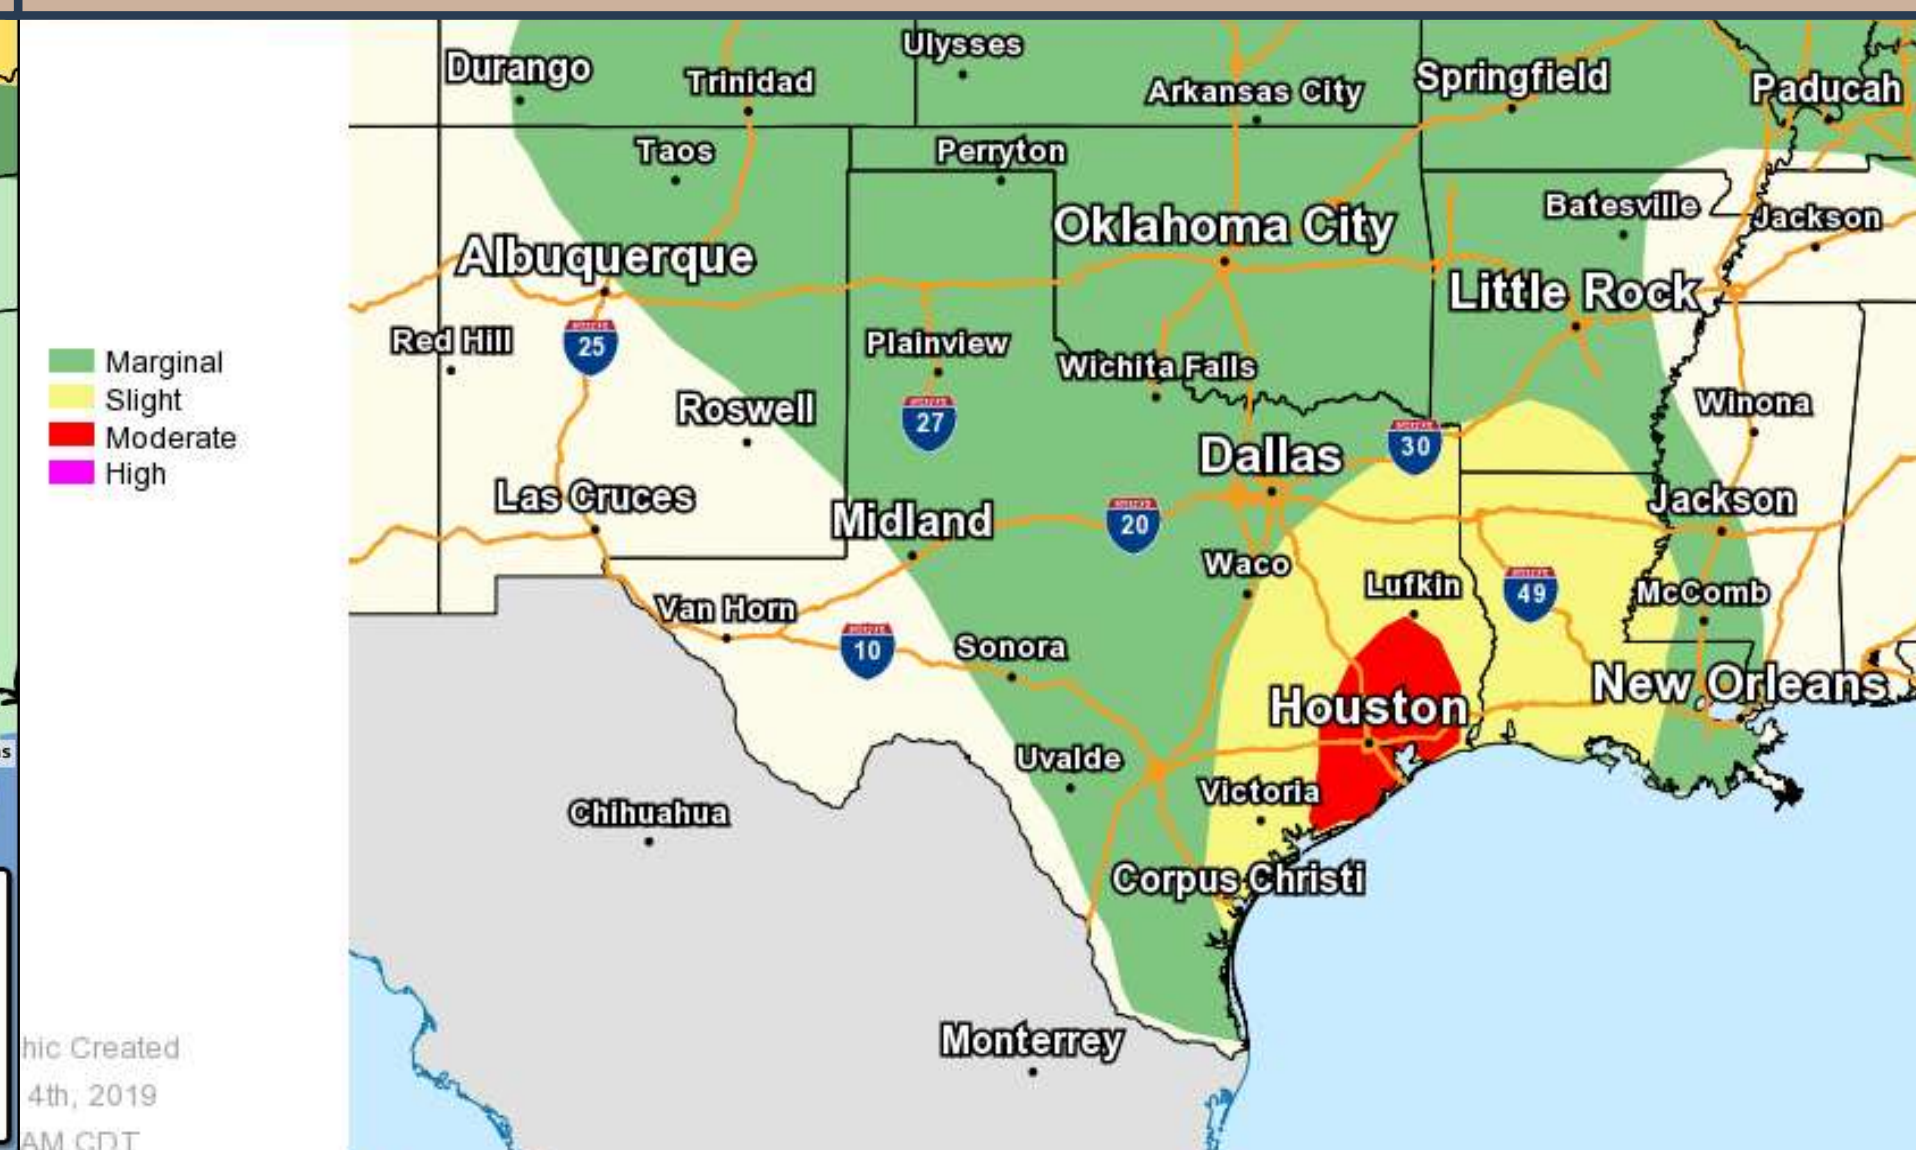 Ulysses
Durango
Trinidad
Arkansas City
Springfield
Paducah
Taos
Perryton
Batesville
Jackson
Oklahoma City
Albuquerque
Little Rock
Red Hill
25
Plainview
Wichita Falls
Marginal
Slight
Moderate
High
Roswell
27
Winona
30
Dallas
Las Cruces
Midland
20
Jackson
Waco
Lufkin
49
McComb
Van Horn
10
Sonora
New Orleans
Houston
Uvalde
Victoria
Chihuahua
Corpus Christi
Monterrey
hic Created
4th, 2019
AM CDT